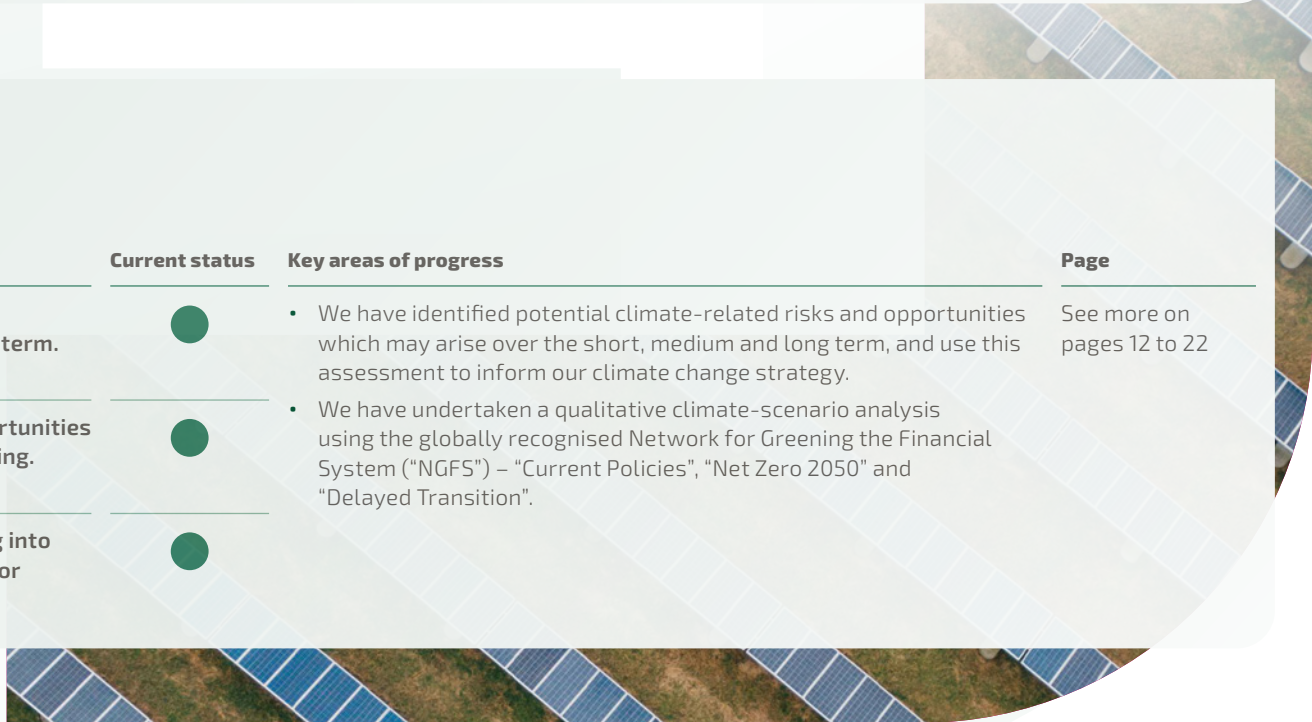 Current status
Key areas of progress
Page
term.
rtunities
ing.
into
or
• We have identified potential climate-related risks and opportunities
which may arise over the short, medium and long term, and use this
assessment to inform our climate change strategy.
• We have undertaken a qualitative climate-scenario analysis
using the globally recognised Network for Greening the Financial
System (“NGFS”) – “Current Policies”, “Net Zero 2050” and
“Delayed Transition”.
See more on
pages 12 to 22